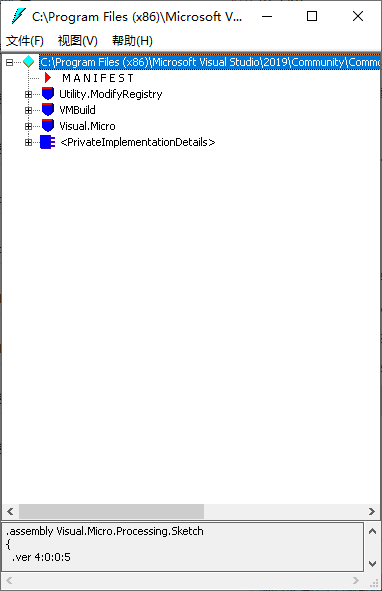 C:\Program Files (x86)\Microsoft V...
文件(F) 视图(V) 帮助(H)
C:\Program Files (x86)\Microsoft Visual Studio\2019\Community\Commo
M A N I F E S T
Utility.ModifyRegistry
VMBuild
Visual.Micro
<PrivateImplementationDetails>
.assembly Visual.Micro.Processing.Sketch
{
.ver 4:0:0:5